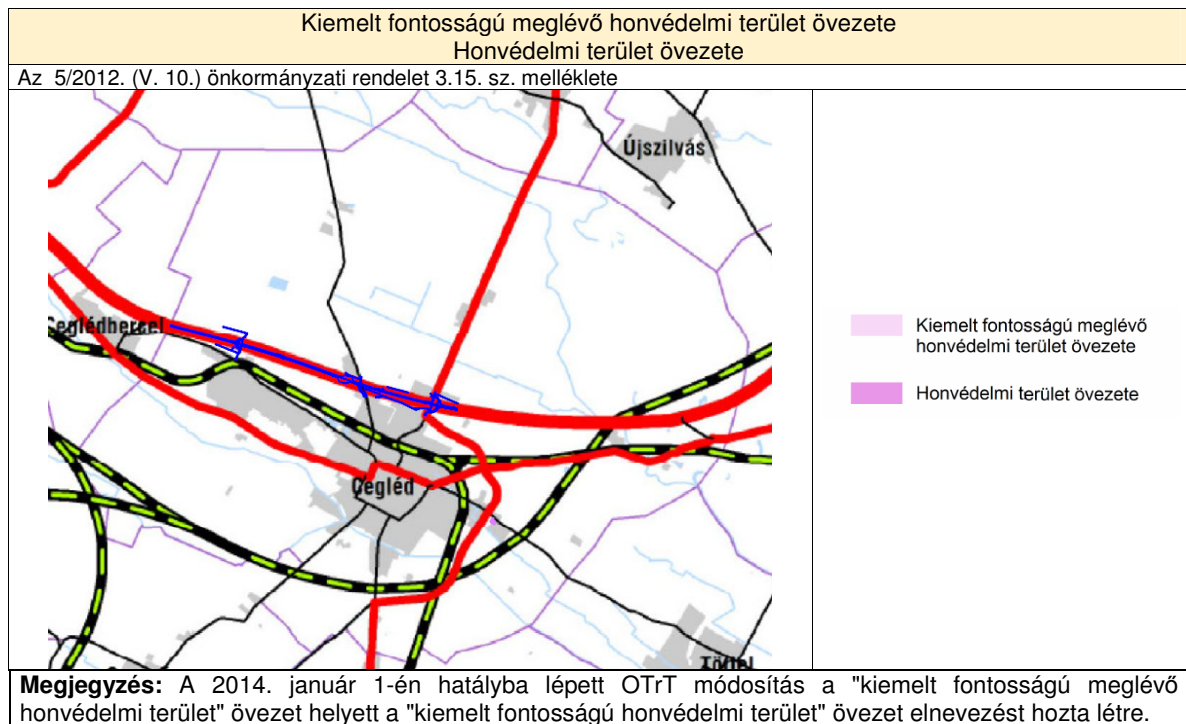 Kiemelt fontosságú meglévő honvédelmi terület övezete
Honvédelmi terület övezete
Az 5/2012. (V. 10.) önkormányzati rendelet 3.15. sz. melléklete
Újszilvás
Ceglédbercel
Cegléd
Kiemelt fontosságú meglévő
honvédelmi terület övezete
Honvédelmi terület övezete
Megjegyzés: A 2014. január 1-én hatályba lépett OTrT módosítás a "kiemelt fontosságú meglévő
honvédelmi terület" övezet helyett a "kiemelt fontosságú honvédelmi terület" övezet elnevezést hozta létre.